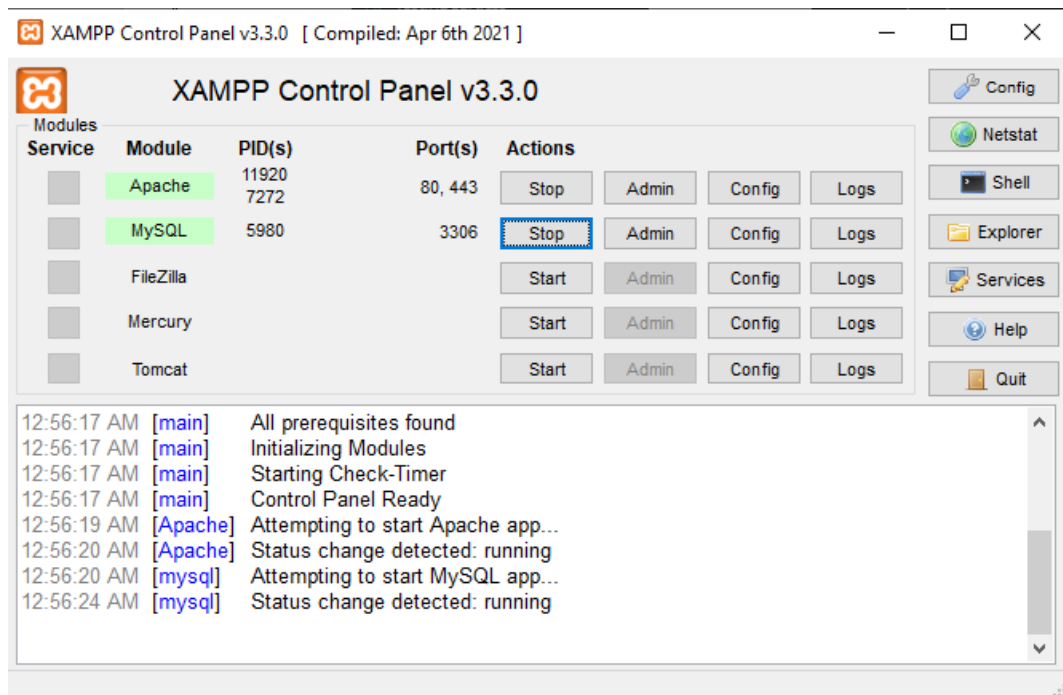 XAMPP Control Panel v3.3.0 [ Compiled: Apr 6th 2021 ]
XAMPP Control Panel v3.3.0
Config
Modules
Service Module PID(s) Port(s) Actions
Netstat
Apache 11920 7272 80, 443 Stop Admin Config Logs
Shell
MySQL 5980 3306 Stop Admin Config Logs
Explorer
FileZilla Start Admin Config Logs
Services
Mercury Start Admin Config Logs
Help
Tomcat Start Admin Config Logs
Quit
12:56:17 AM [main] All prerequisites found
12:56:17 AM [main] Initializing Modules
12:56:17 AM [main] Starting Check-Timer
12:56:17 AM [main] Control Panel Ready
12:56:19 AM [Apache] Attempting to start Apache app...
12:56:20 AM [Apache] Status change detected: running
12:56:20 AM [mysql] Attempting to start MySQL app...
12:56:24 AM [mysql] Status change detected: running